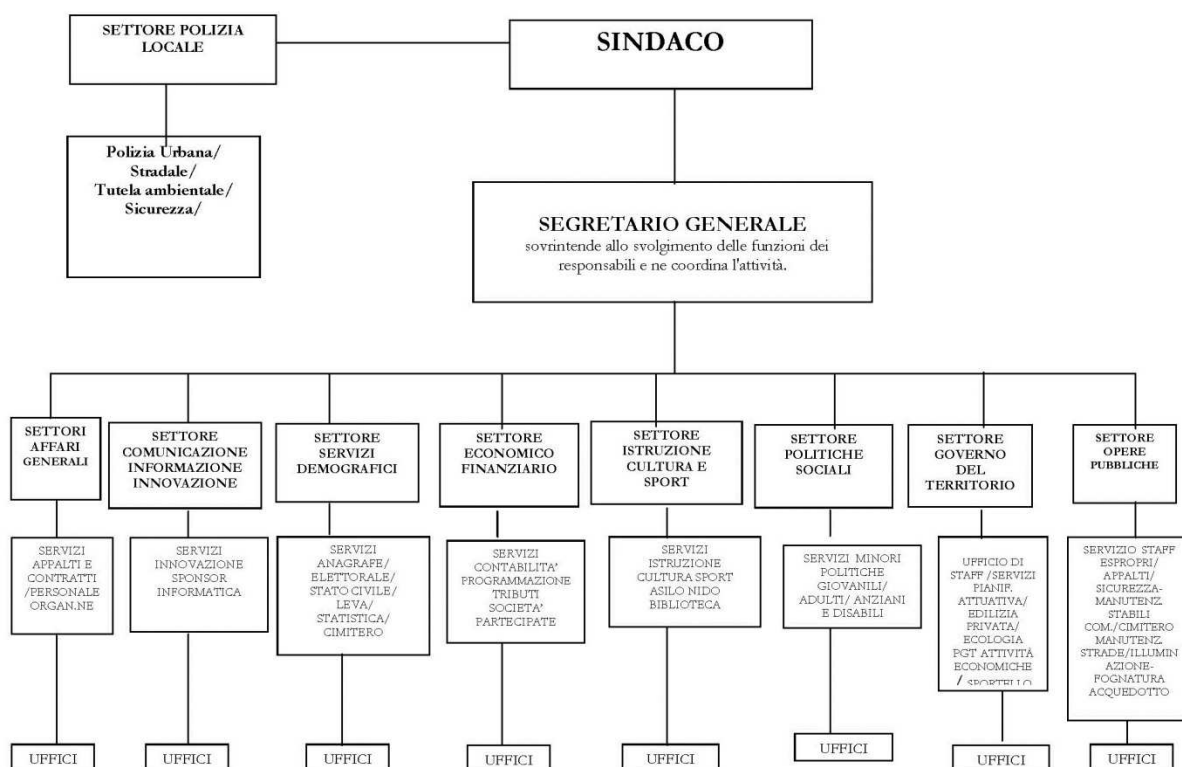 SETTORE POLIZIA
LOCALE
SINDACO
Polizia Urbana/
Stradale/
Tutela ambientale/
Sicurezza/
SEGRETARIO GENERALE
sovrintende allo svolgimento delle funzioni dei
responsabili e ne coordina l'attività.
SETTORI
AFFARI
GENERALI
SETTORE
COMUNICAZIONE
INFORMAZIONE
INNOVAZIONE
SETTORE
SERVIZI
DEMOGRAFICI
SETTORE
ECONOMICO
FINANZIARIO
SETTORE
ISTRUZIONE
CULTURA E
SPORT
SETTORE
POLITICHE
SOCIALI
SETTORE
GOVERNO
DEL
TERRITORIO
SETTORE
OPERE
PUBBLICHE
SERVIZI
APPALTI E
CONTRATTI
/PERSONALE
ORGAN.NE
SERVIZI
INNOVAZIONE
SPONSOR
INFORMATICA
SERVIZI
ANAGRAFE/
ELETTORALE/
STATO CIVILE/
LEVA/
STATISTICA/
CIMITERO
SERVIZI
CONTABILITA'
PROGRAMMAZIONE
TRIBUTI
SOCIETA'
PARTECIPATE
SERVIZI
ISTRUZIONE
CULTURA SPORT
ASILO NIDO
BIBLIOTECA
SERVIZI MINORI
POLITICHE
GIOVANILI/
ADULTI/ ANZIANI
E DISABILI
UFFICIO DI
STAFF /SERVIZI
PIANIF.
ATTUATIVA/
EDILIZIA
PRIVATA/
ECOLOGIA
PGT ATTIVITÀ
ECONOMICHE
/ SPORTELLO
SERVIZIO STAFF
ESPROPRI/
APPALTI/
SICUREZZA-
MANUTENZ.
STABILI
COM./CIMITERO
MANUTENZ.
STRADE/ILLUMIN
AZIONE-
FOGNATURA
ACQUEDOTTO
UFFICI
UFFICI
UFFICI
UFFICI
UFFICI
UFFICI
UFFICI
UFFICI